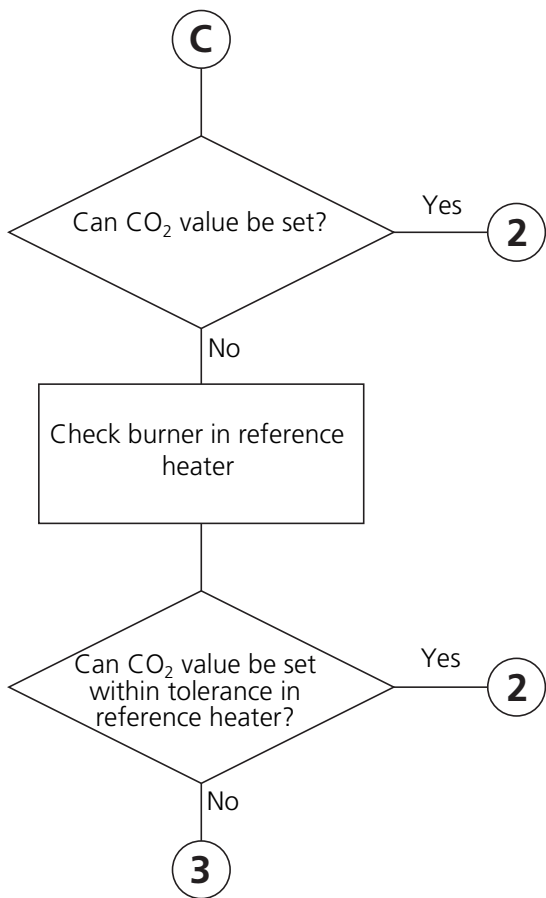 C
Can CO₂ value be set?
Yes
2
No
Check burner in reference
heater
Can CO₂ value be set
within tolerance in
reference heater?
Yes
2
No
3